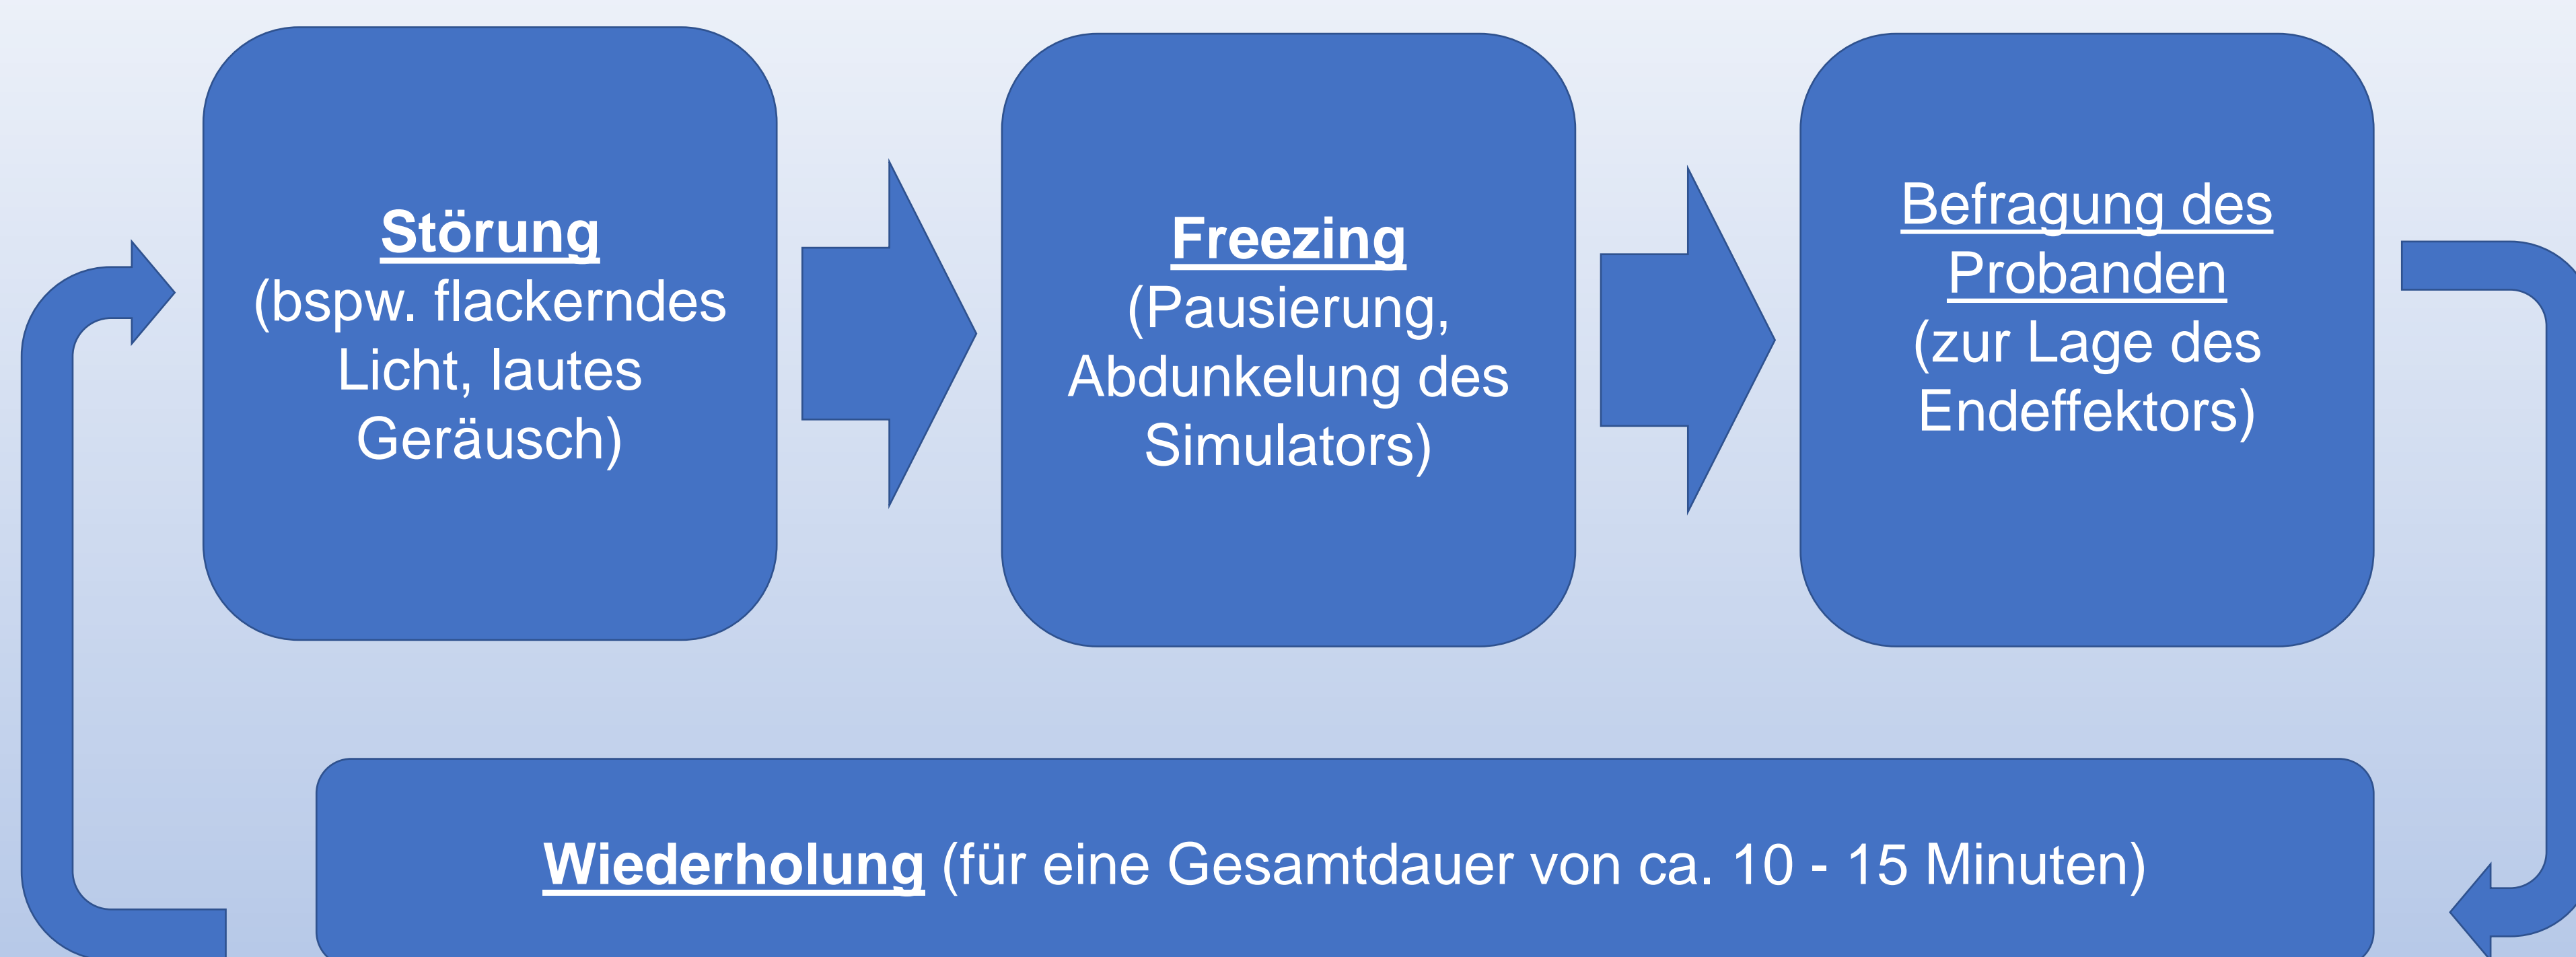 Störung
(bspw. flackerndes
Licht, lautes
Geräusch)
Freezing
(Pausierung,
Abdunkelung des
Simulators)
Befragung des
Probanden
(zur Lage des
Endeffektors)
Wiederholung (für eine Gesamtdauer von ca. 10 - 15 Minuten)